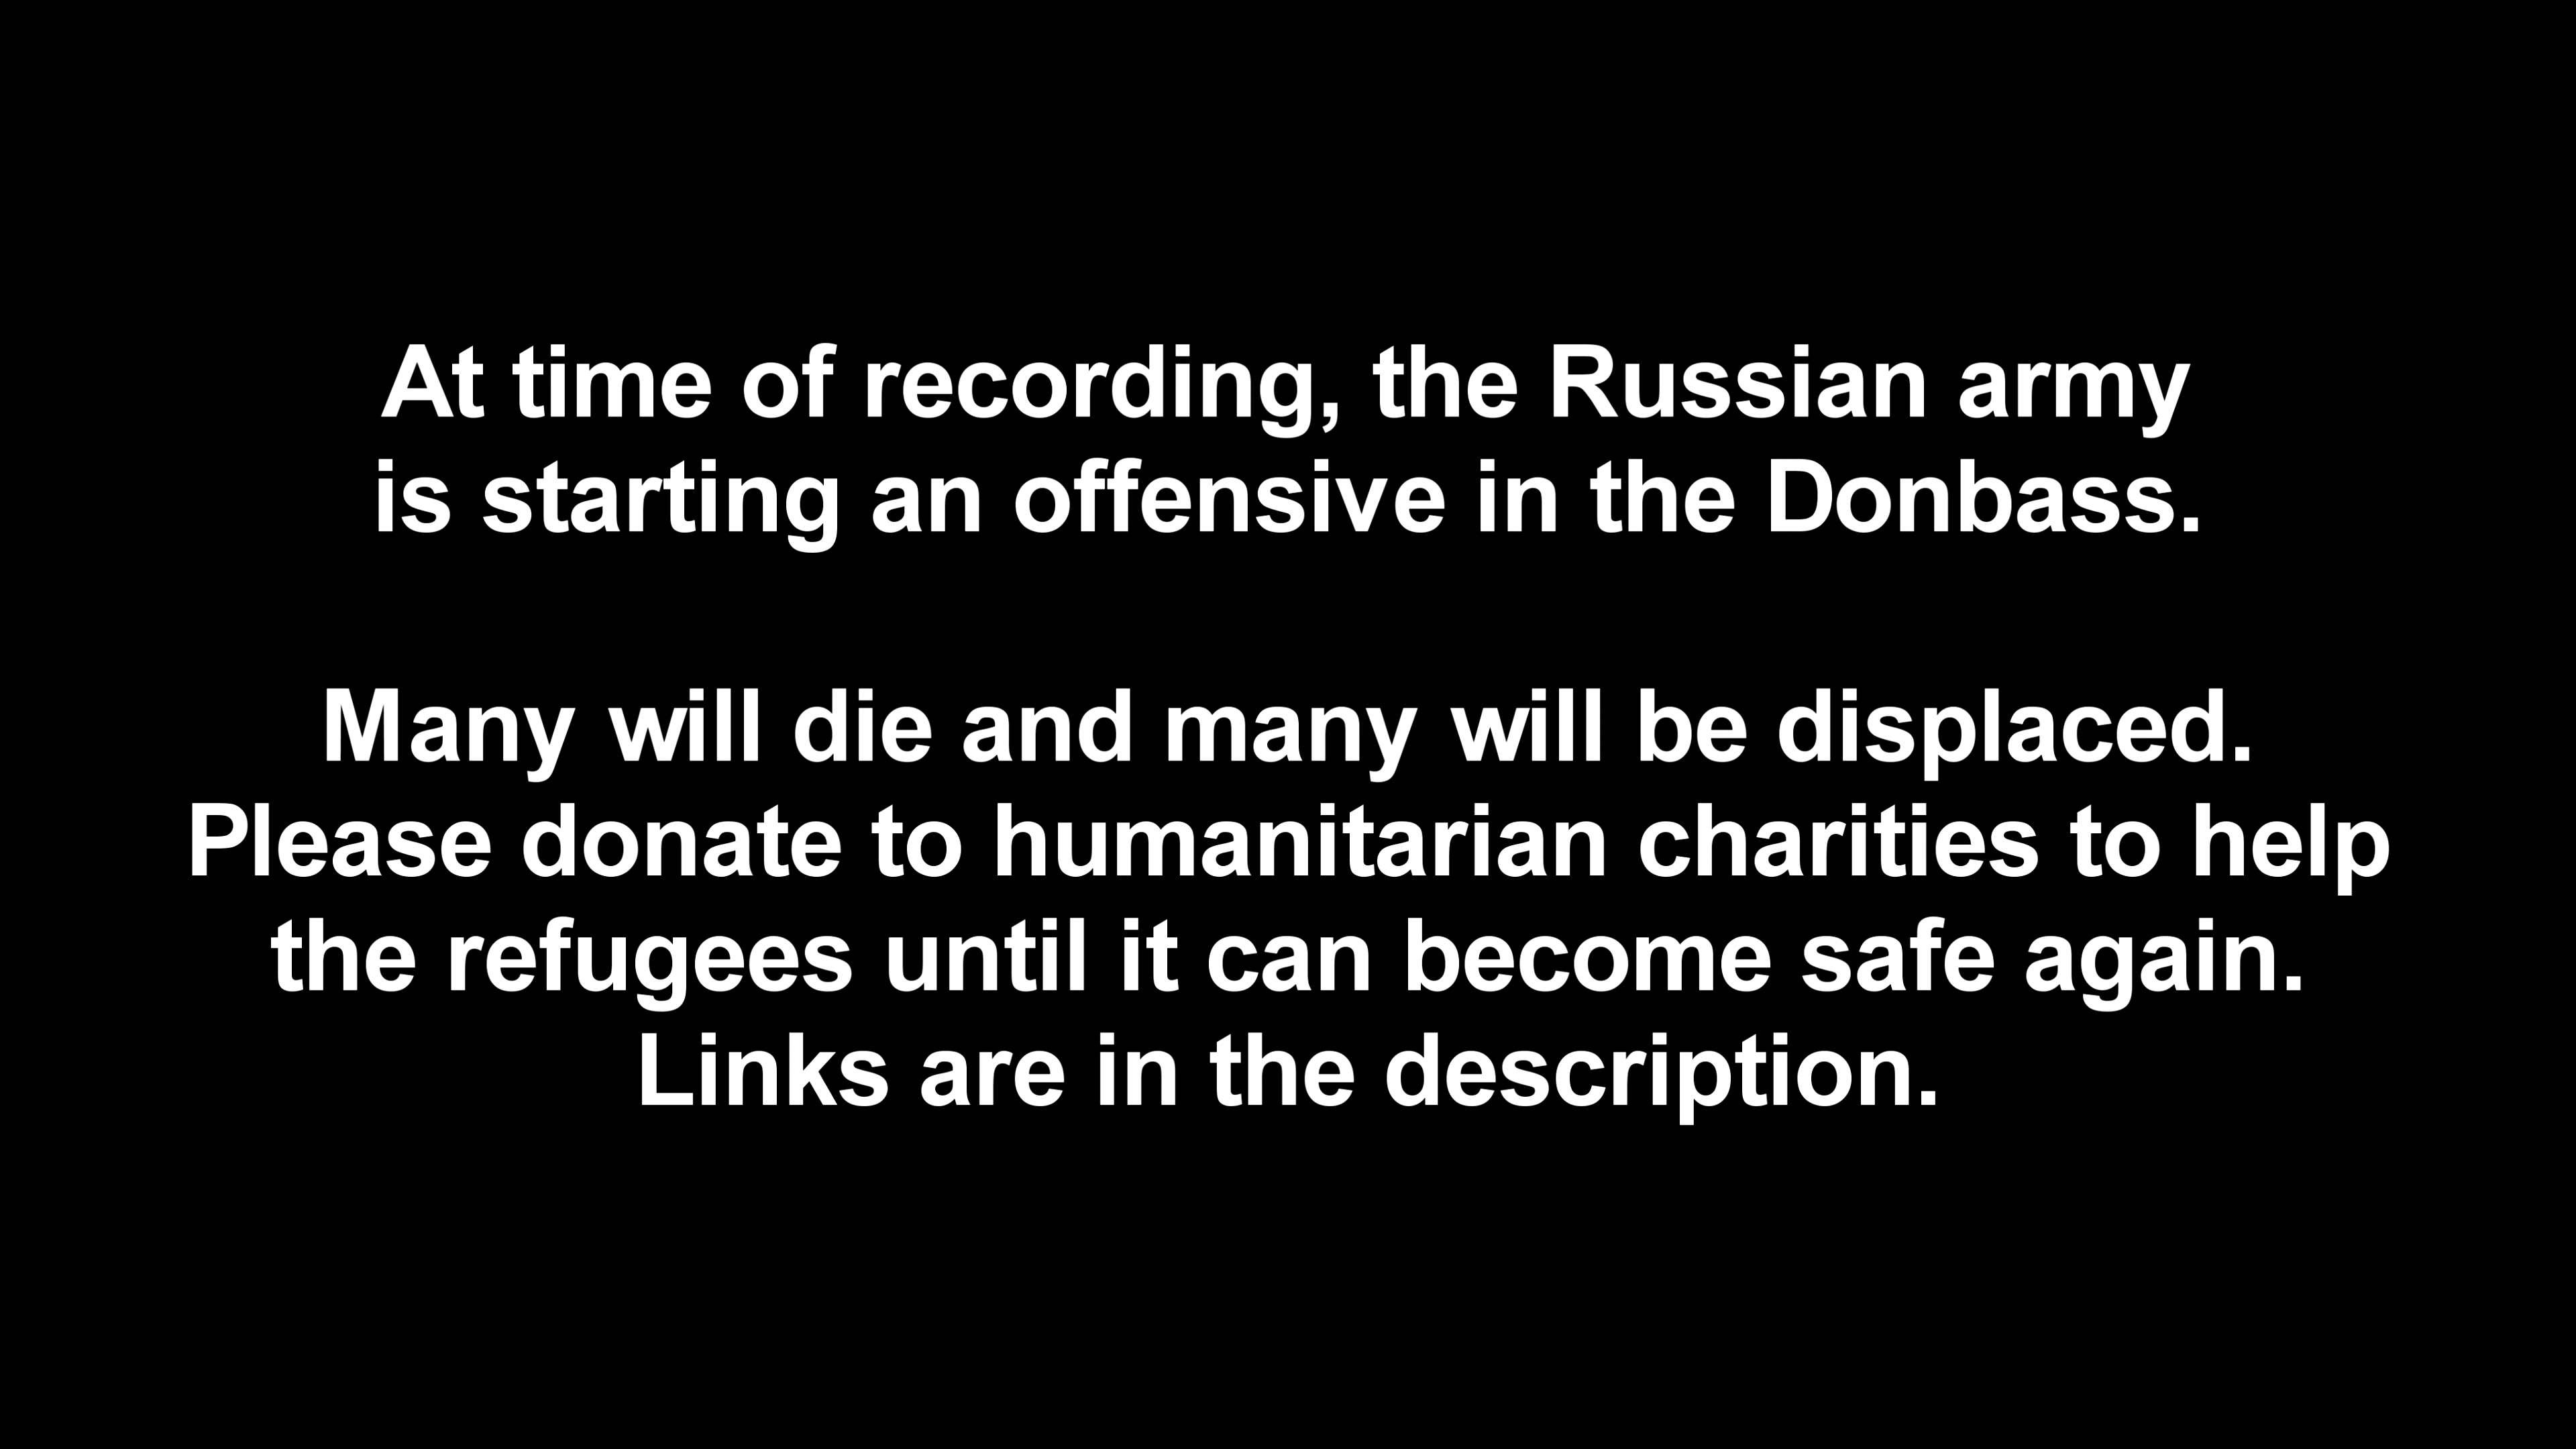 At time of recording, the Russian army
is starting an offensive in the Donbass.
Many will die and many will be displaced.
Please donate to humanitarian charities to help
the refugees until it can become safe again.
Links are in the description.